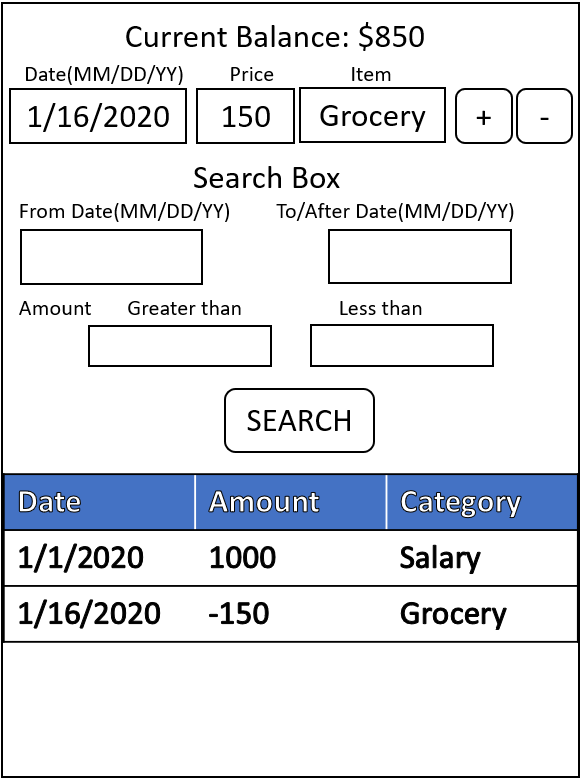 Current Balance: $850
Date(MM/DD/YY) Price Item
1/16/2020 150 Grocery + -
Search Box
From Date(MM/DD/YY) To/After Date(MM/DD/YY)
Amount Greater than Less than
SEARCH
Date Amount Category
1/1/2020 1000 Salary
1/16/2020 -150 Grocery